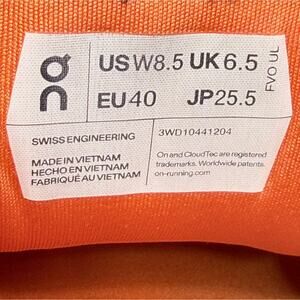 on
US W8.5 UK 6.5
EU 40 JP 25.5
FVO UL
SWISS ENGINEERING
3WD10441204
MADE IN VIETNAM
HECHO EN VIETNAM
FABRIQUÉ AU VIETNAM
On and CloudTec are registered
trademarks. Worldwide patents.
on-running.com